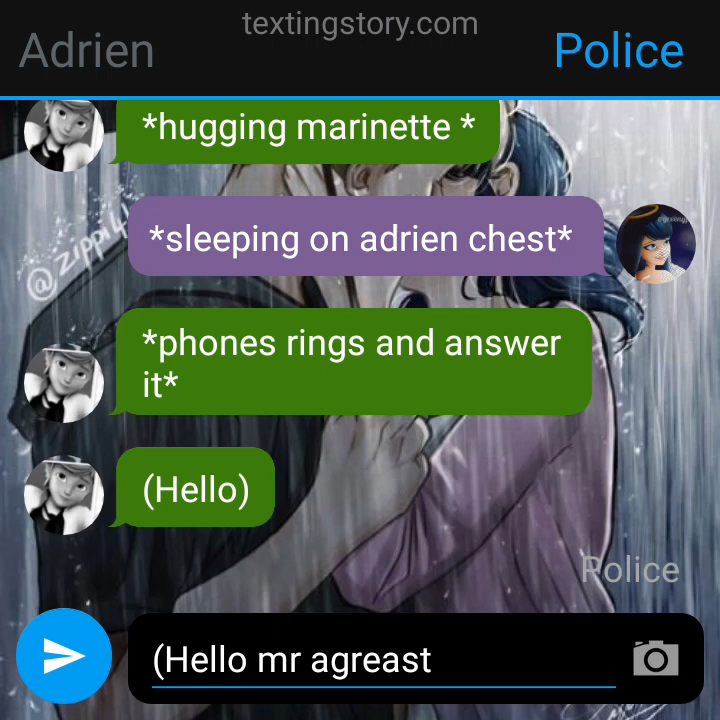 textingstory.com
Adrien
Police
*hugging marinette *
*sleeping on adrien chest*
@zippi41
*phones rings and answer
it*
(Hello)
Police
(Hello mr agreast